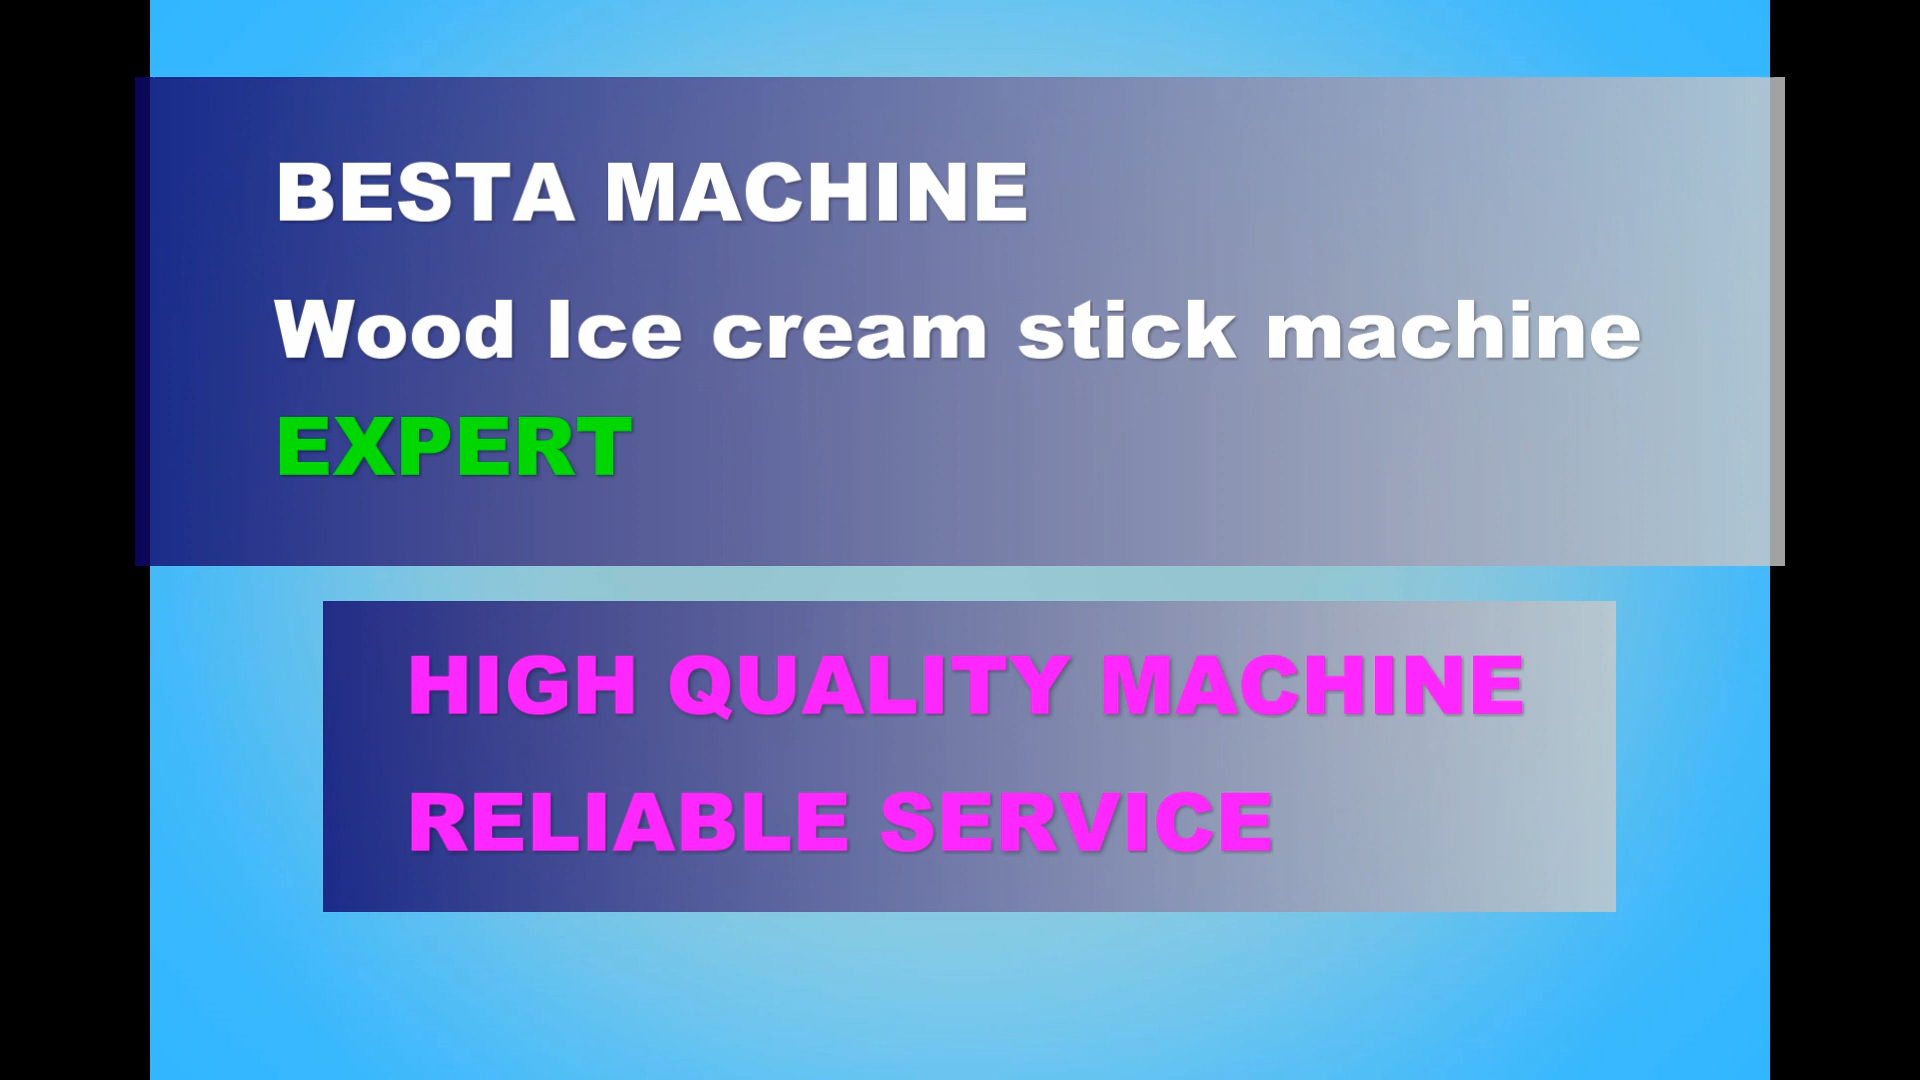 BESTA MACHINE
Wood Ice cream stick machine
EXPERT
HIGH QUALITY MACHINE
RELIABLE SERVICE